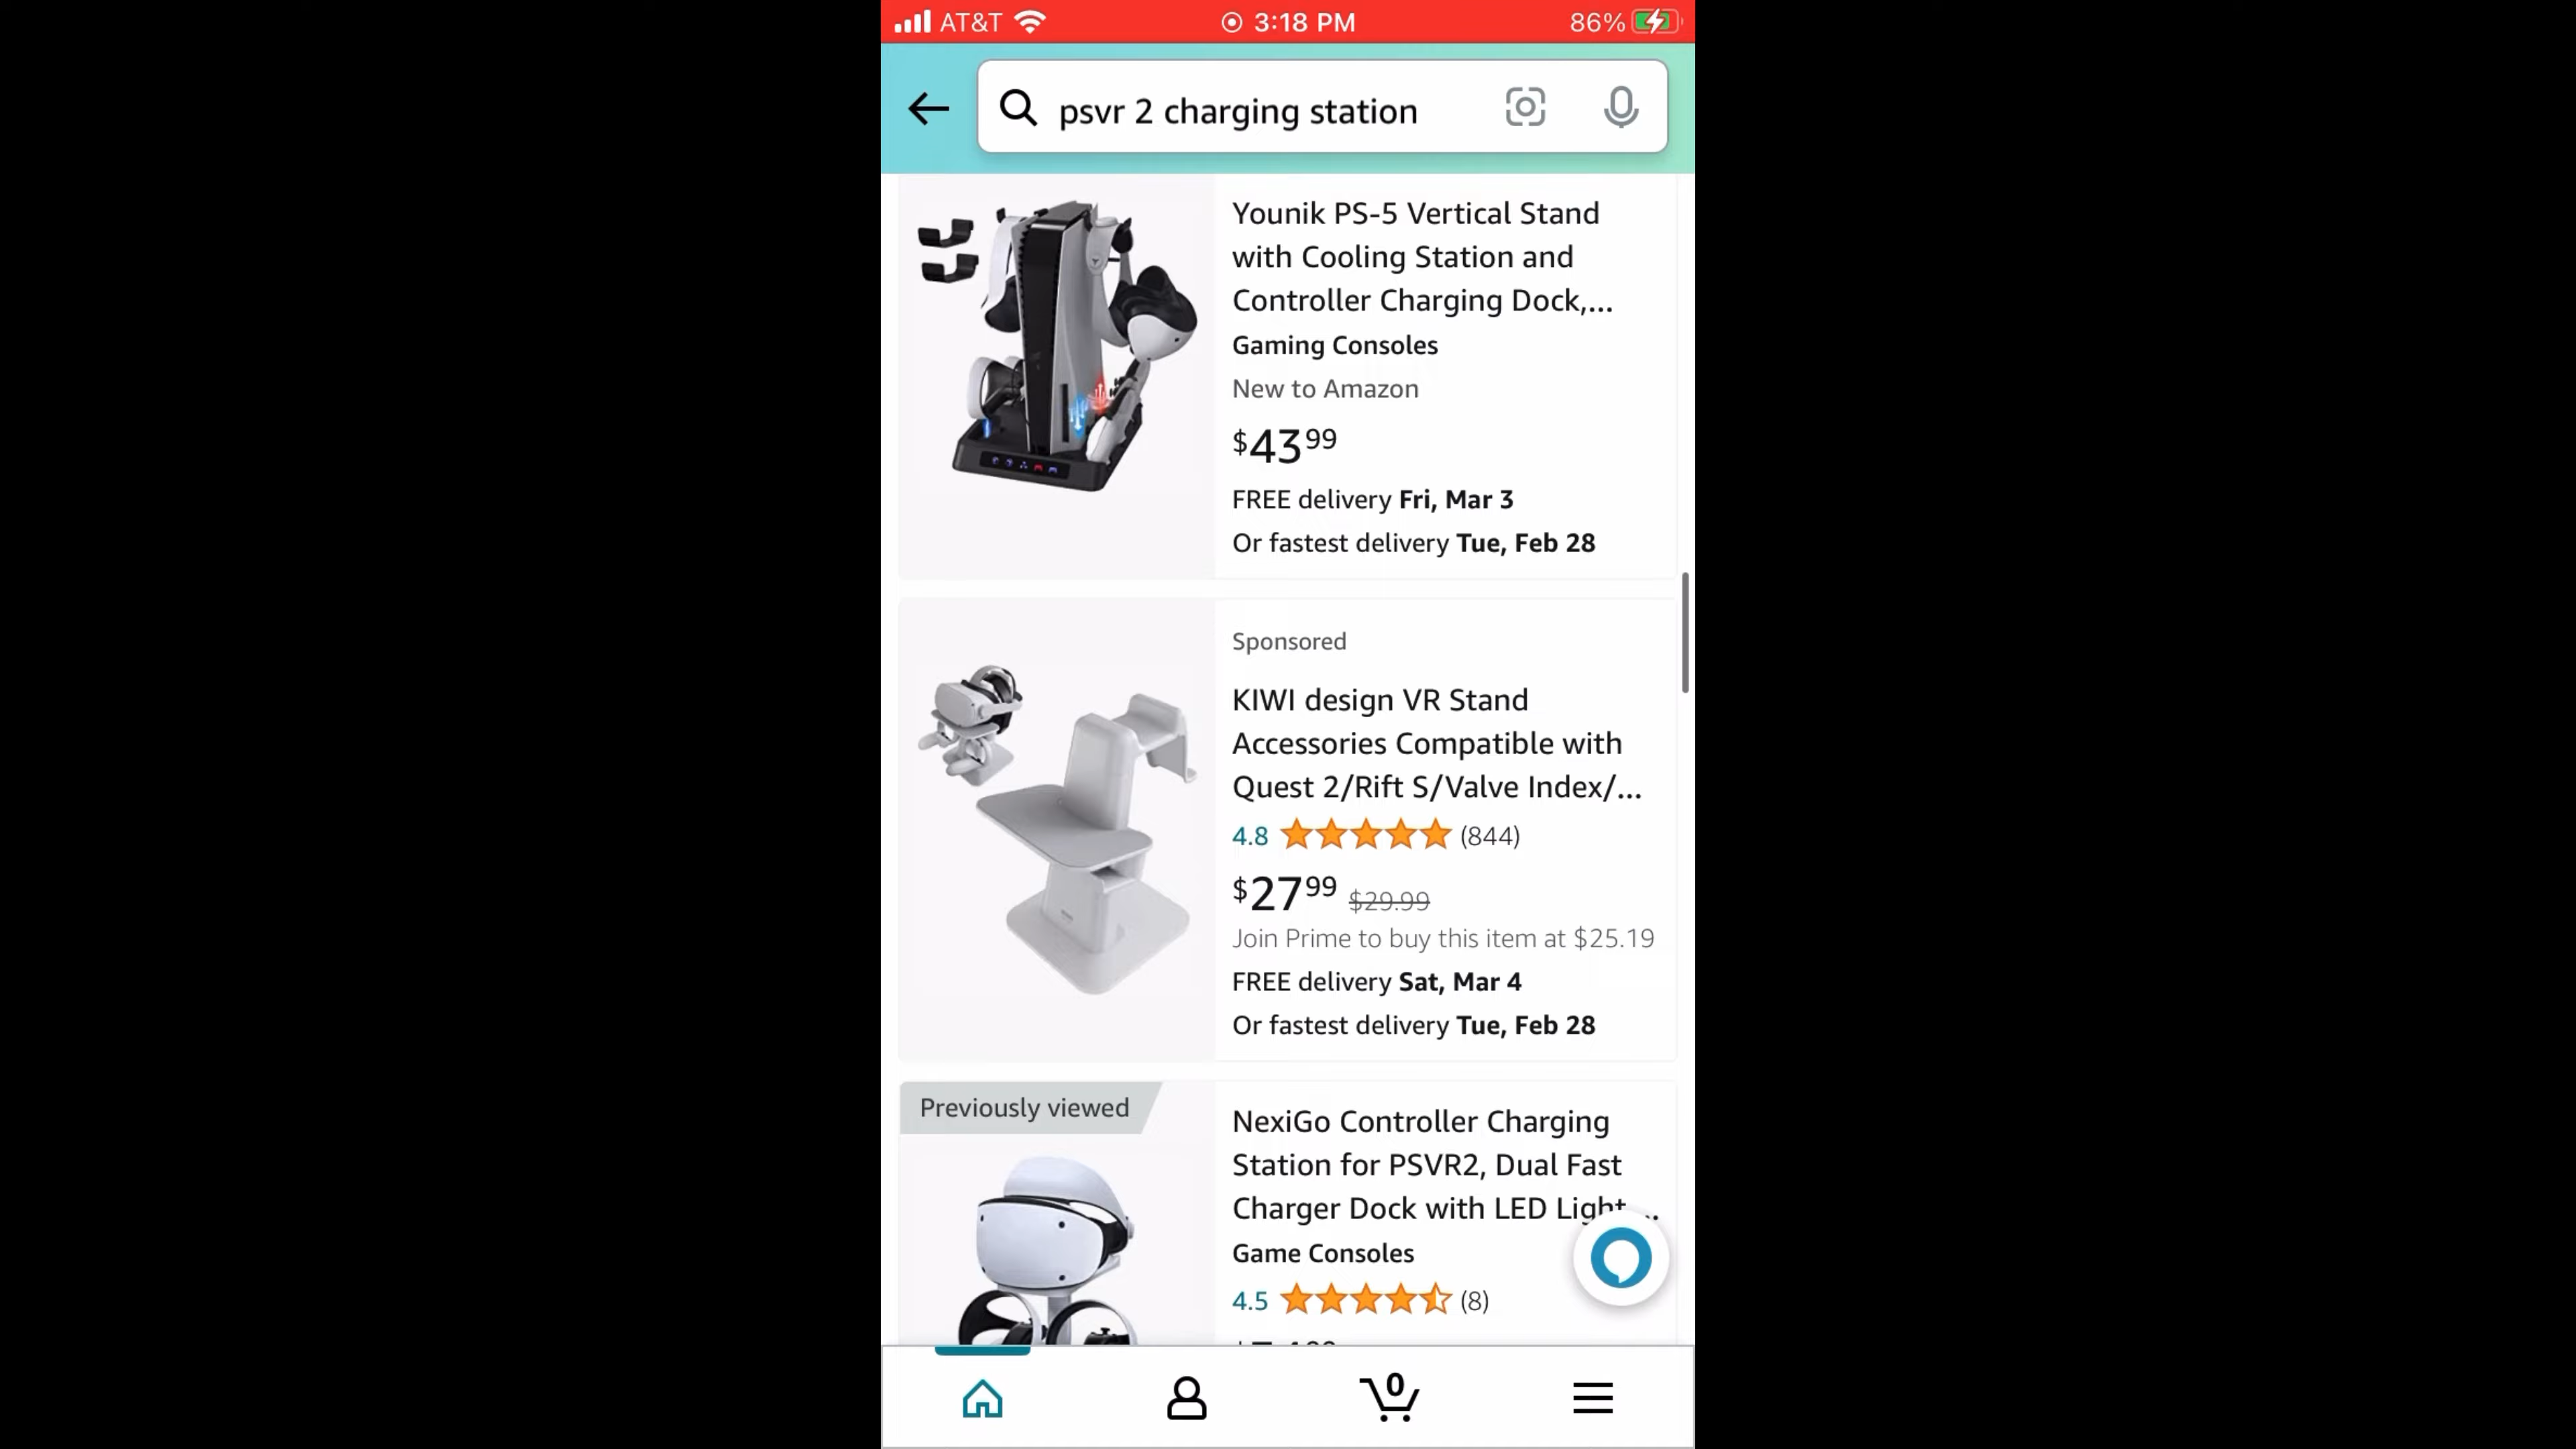 AT&T 3:18 PM 86%
psvr 2 charging station
Younik PS-5 Vertical Stand
with Cooling Station and
Controller Charging Dock,...
Gaming Consoles
New to Amazon
$43 99
FREE delivery Fri, Mar 3
Or fastest delivery Tue, Feb 28
Sponsored
KIWI design VR Stand
Accessories Compatible with
Quest 2/Rift S/Valve Index/...
4.8 (844)
$27 99 $29.99
Join Prime to buy this item at $25.19
FREE delivery Sat, Mar 4
Or fastest delivery Tue, Feb 28
Previously viewed
NexiGo Controller Charging
Station for PSVR2, Dual Fast
Charger Dock with LED Light...
Game Consoles
4.5 (8)
0